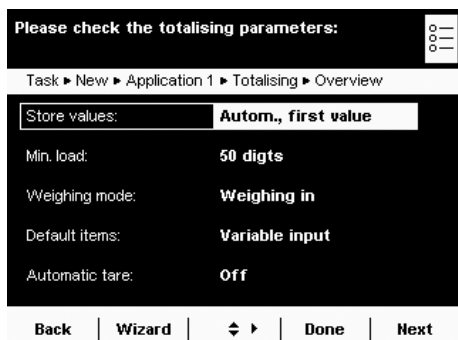 Please check the totalising parameters:
Task ▸ New ▸ Application 1 ▸ Totalising ▸ Overview
Store values: Autom., first value
Min. load: 50 digts
Weighing mode: Weighing in
Default items: Variable input
Automatic tare: Off
Back Wizard Done Next